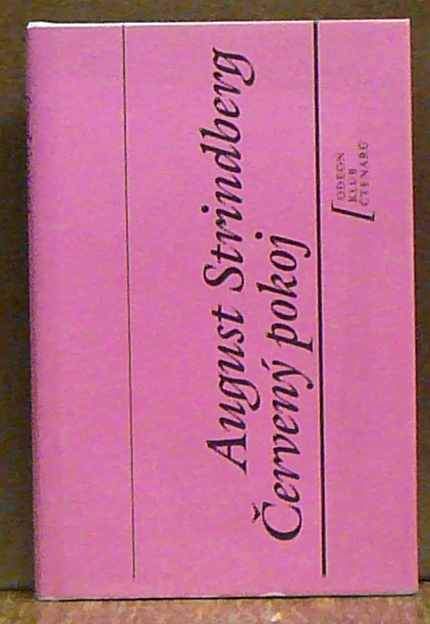 August Strindberg
Červený pokoj
ODEON
KLUB
ČTENÁŘŮ